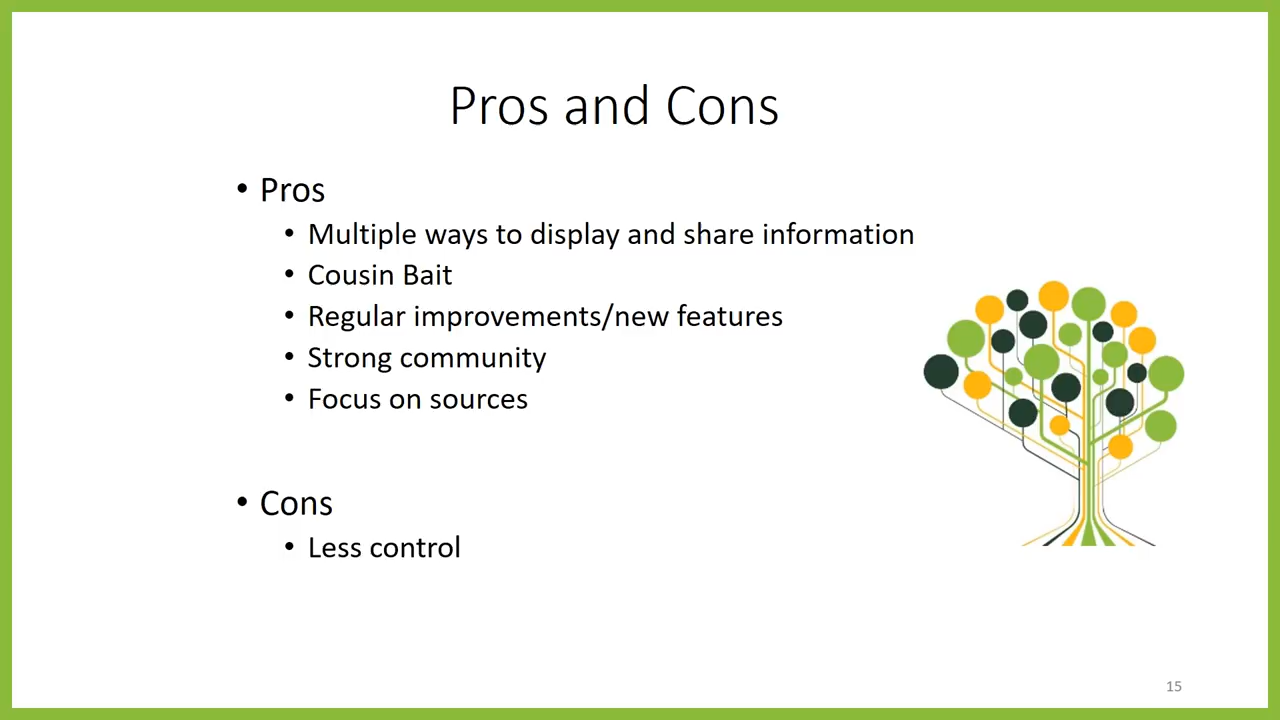 Pros and Cons
• Pros
• Multiple ways to display and share information
• Cousin Bait
• Regular improvements/new features
• Strong community
• Focus on sources
• Cons
• Less control
15